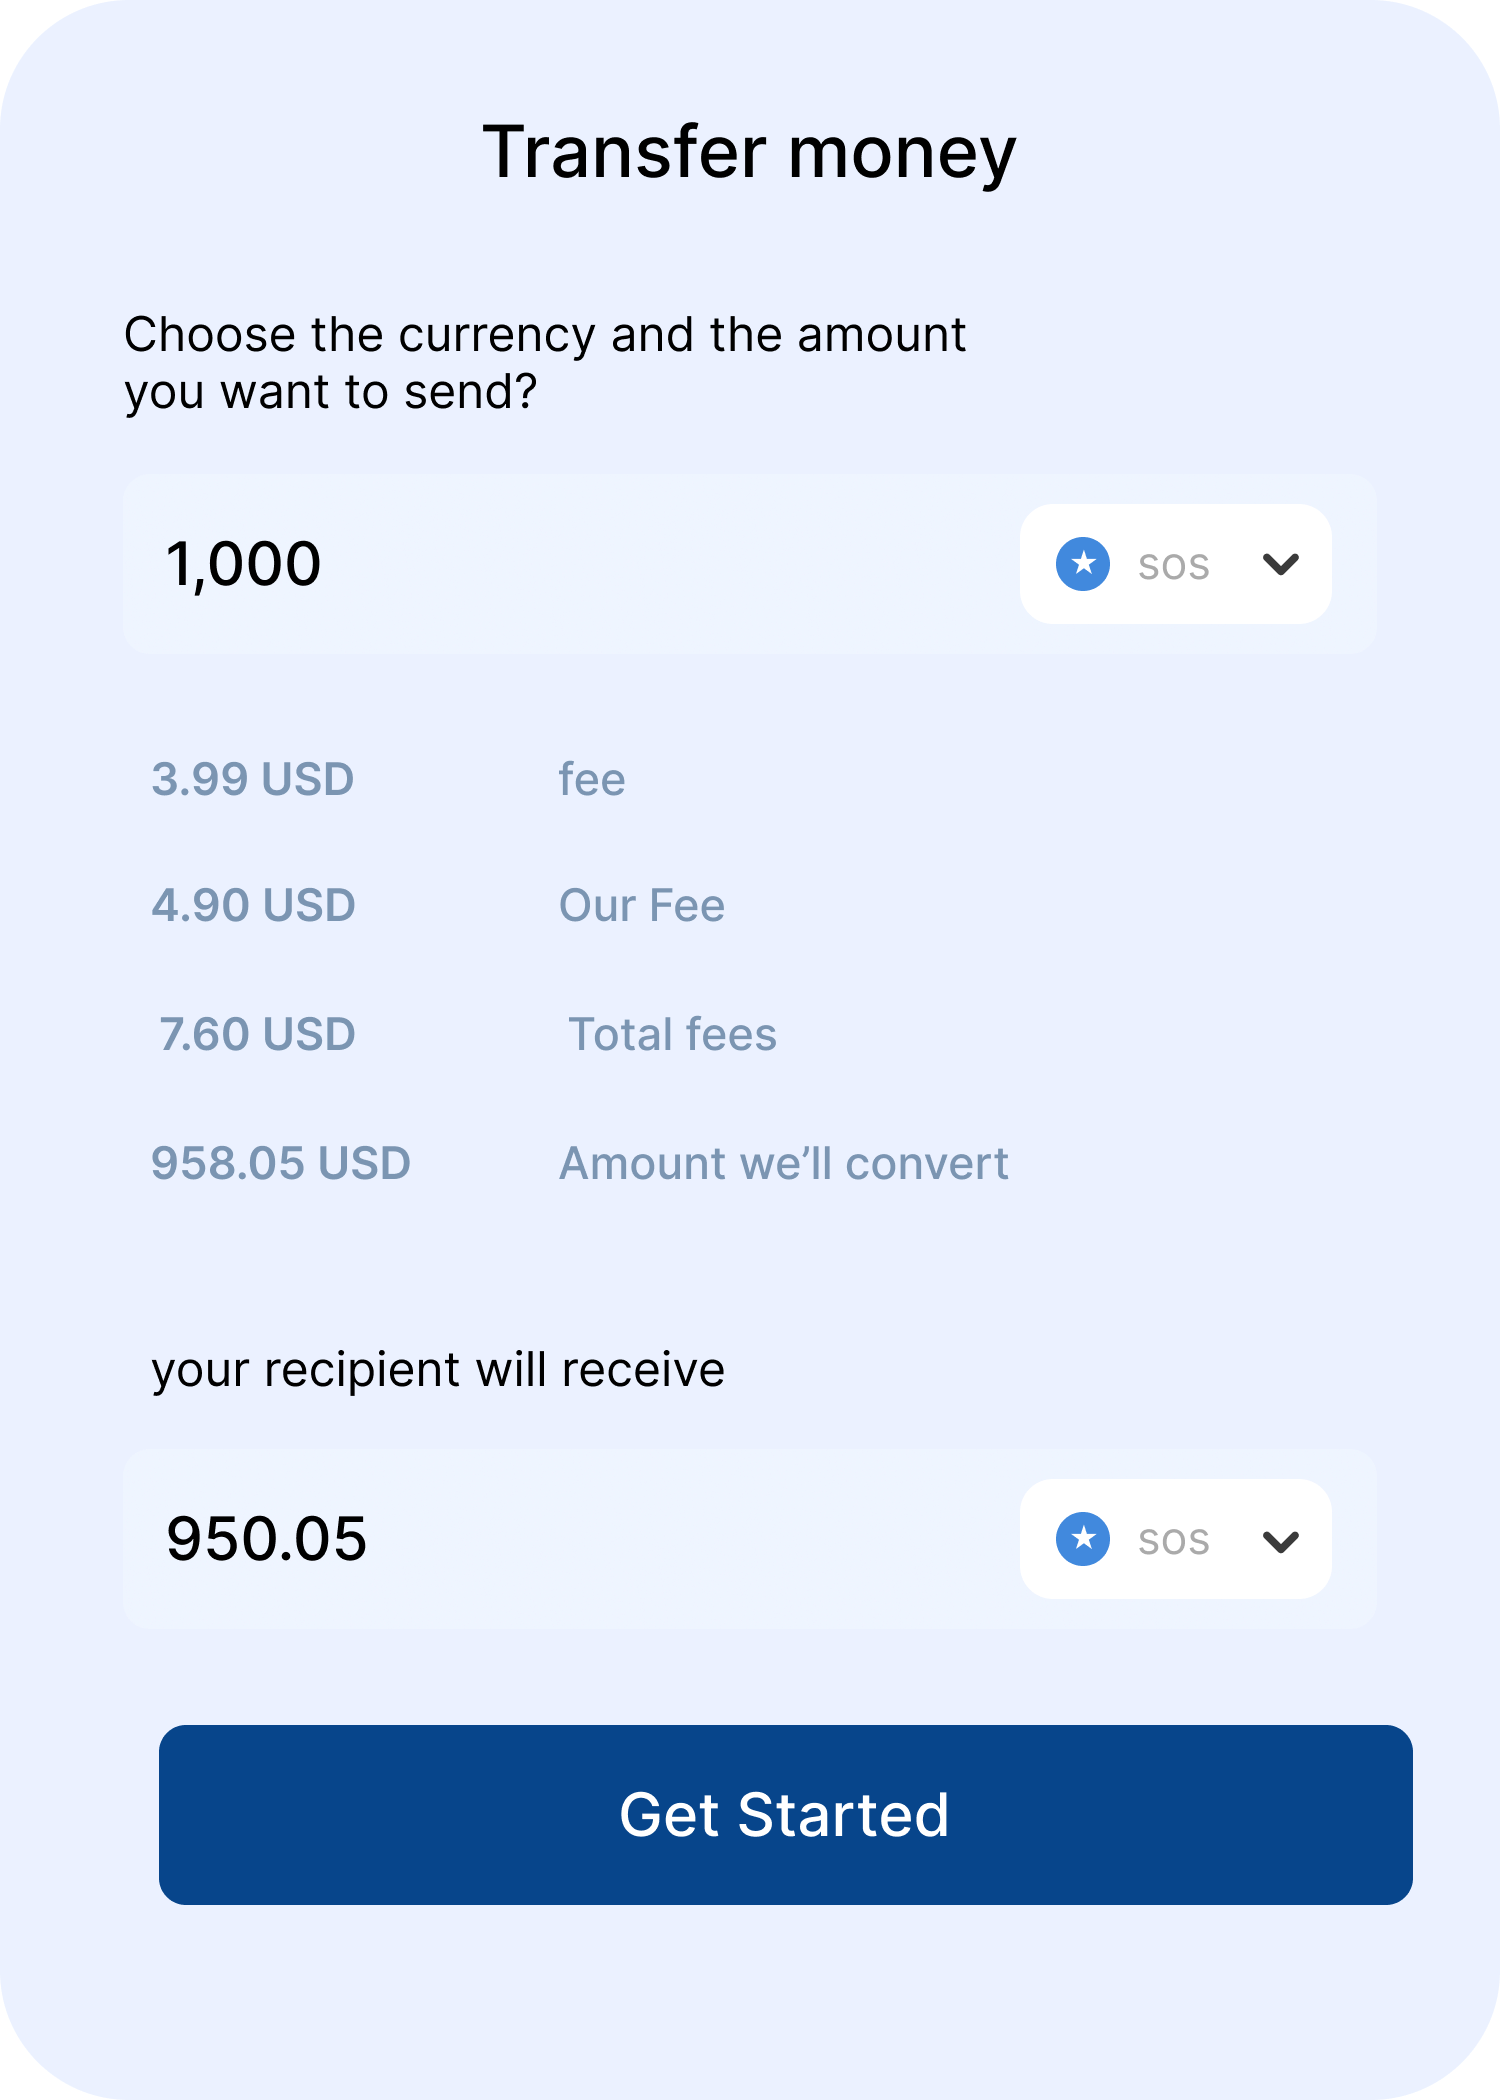 Transfer money
Choose the currency and the amount
you want to send?
1,000 sos
3.99 USD fee
4.90 USD Our Fee
7.60 USD Total fees
958.05 USD Amount we’ll convert
your recipient will receive
950.05 sos
Get Started